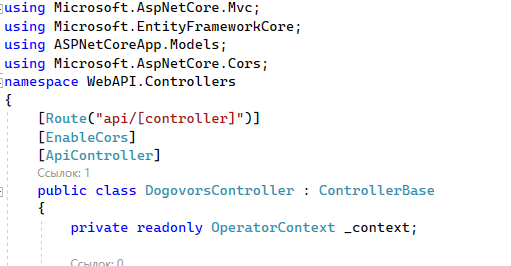 using Microsoft.AspNetCore.Mvc;
using Microsoft.EntityFrameworkCore;
using ASPNetCoreApp.Models;
using Microsoft.AspNetCore.Cors;
namespace WebAPI.Controllers
{
[Route("api/[controller]")]
[EnableCors]
[ApiController]
Ссылок: 1
public class DogovorsController : ControllerBase
{
private readonly OperatorContext _context;
Ссылок: 0